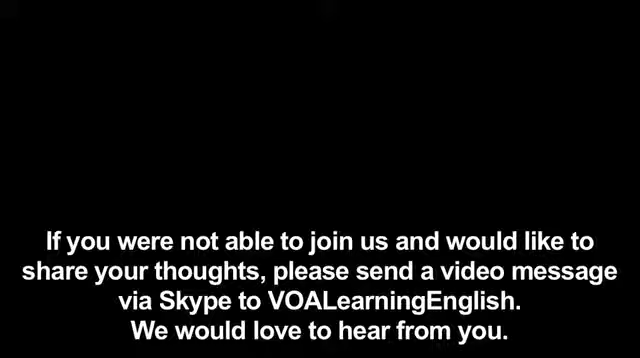 If you were not able to join us and would like to
share your thoughts, please send a video message
via Skype to VOALearningEnglish.
We would love to hear from you.